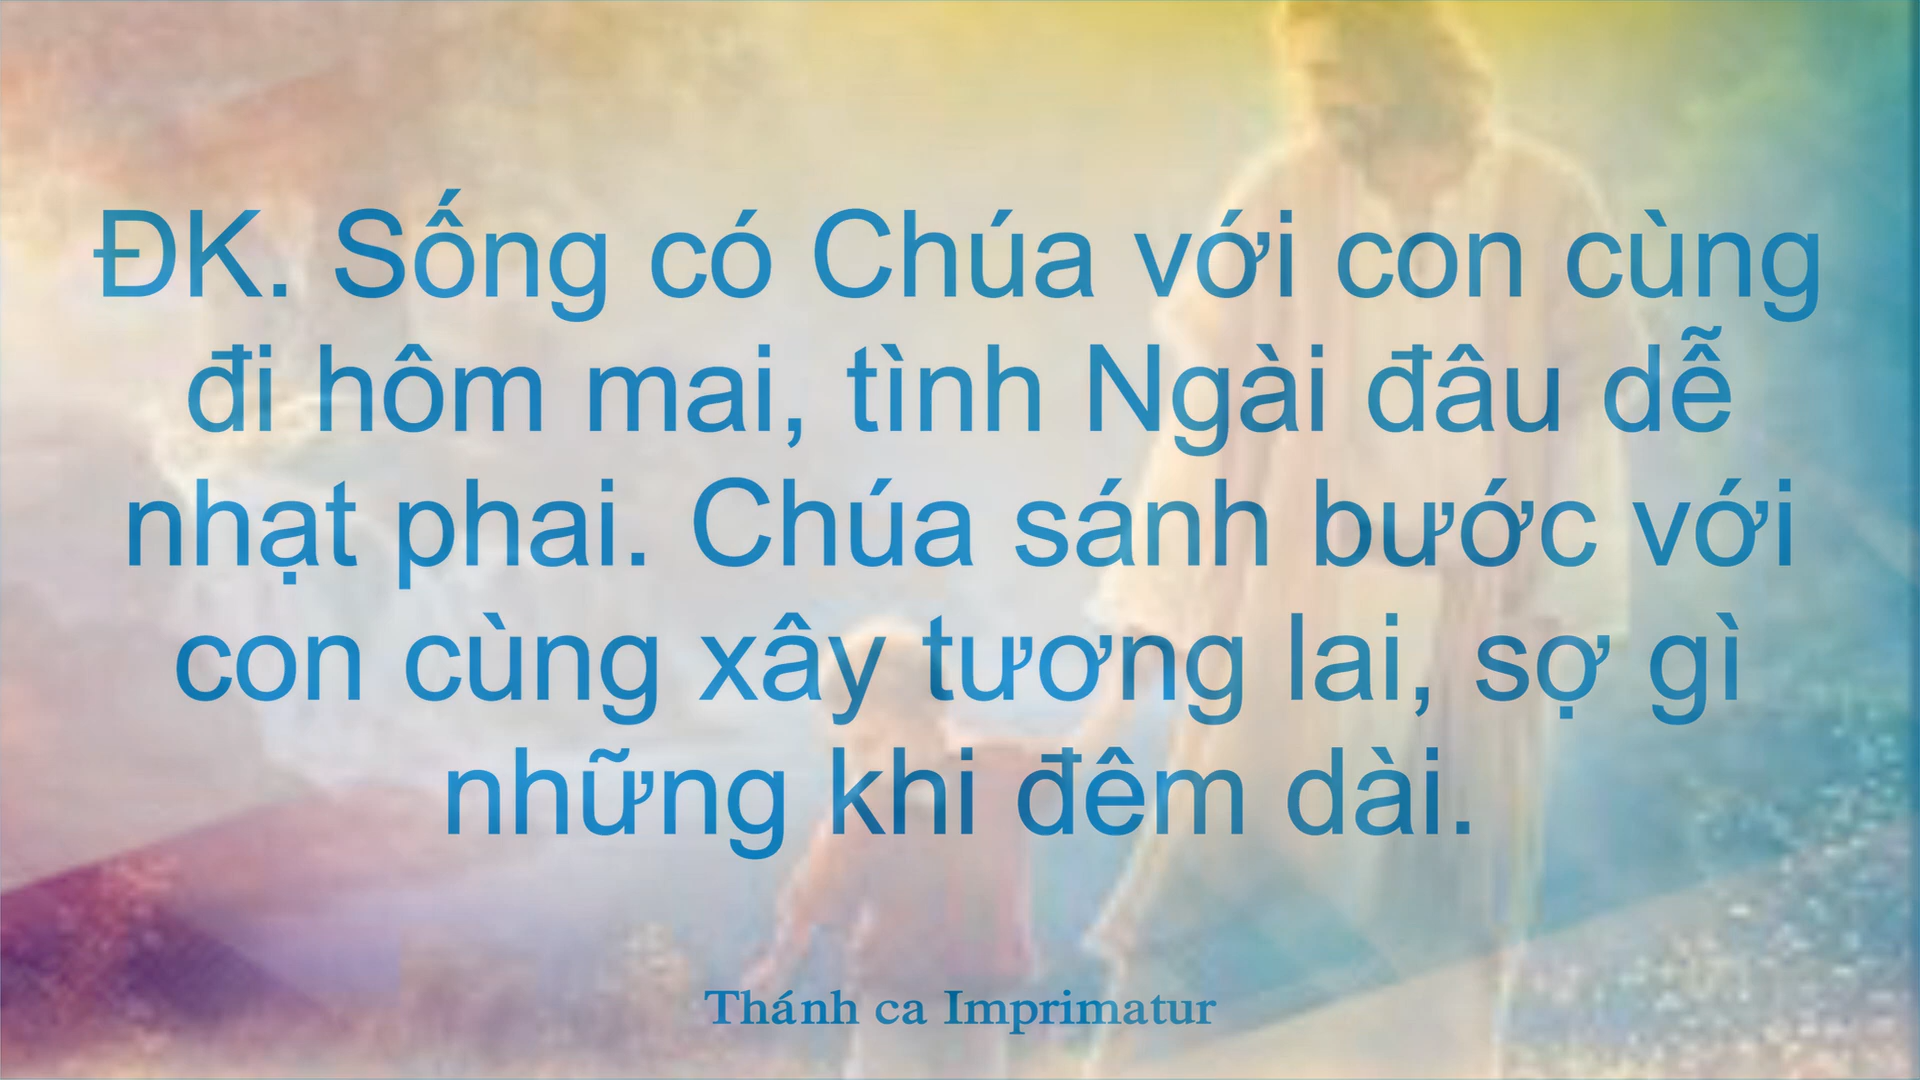 ĐK. Sống có Chúa với con cùng
đi hôm mai, tình Ngài đâu dễ
nhạt phai. Chúa sánh bước với
con cùng xây tương lai, sợ gì
những khi đêm dài.
Thánh ca Imprimatur